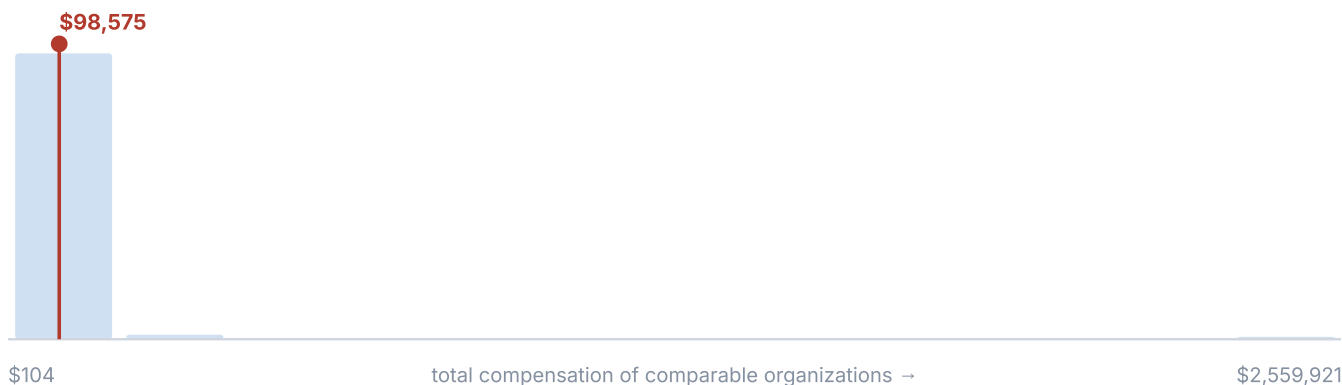 $98,575
$104
total compensation of comparable organizations →
$2,559,921